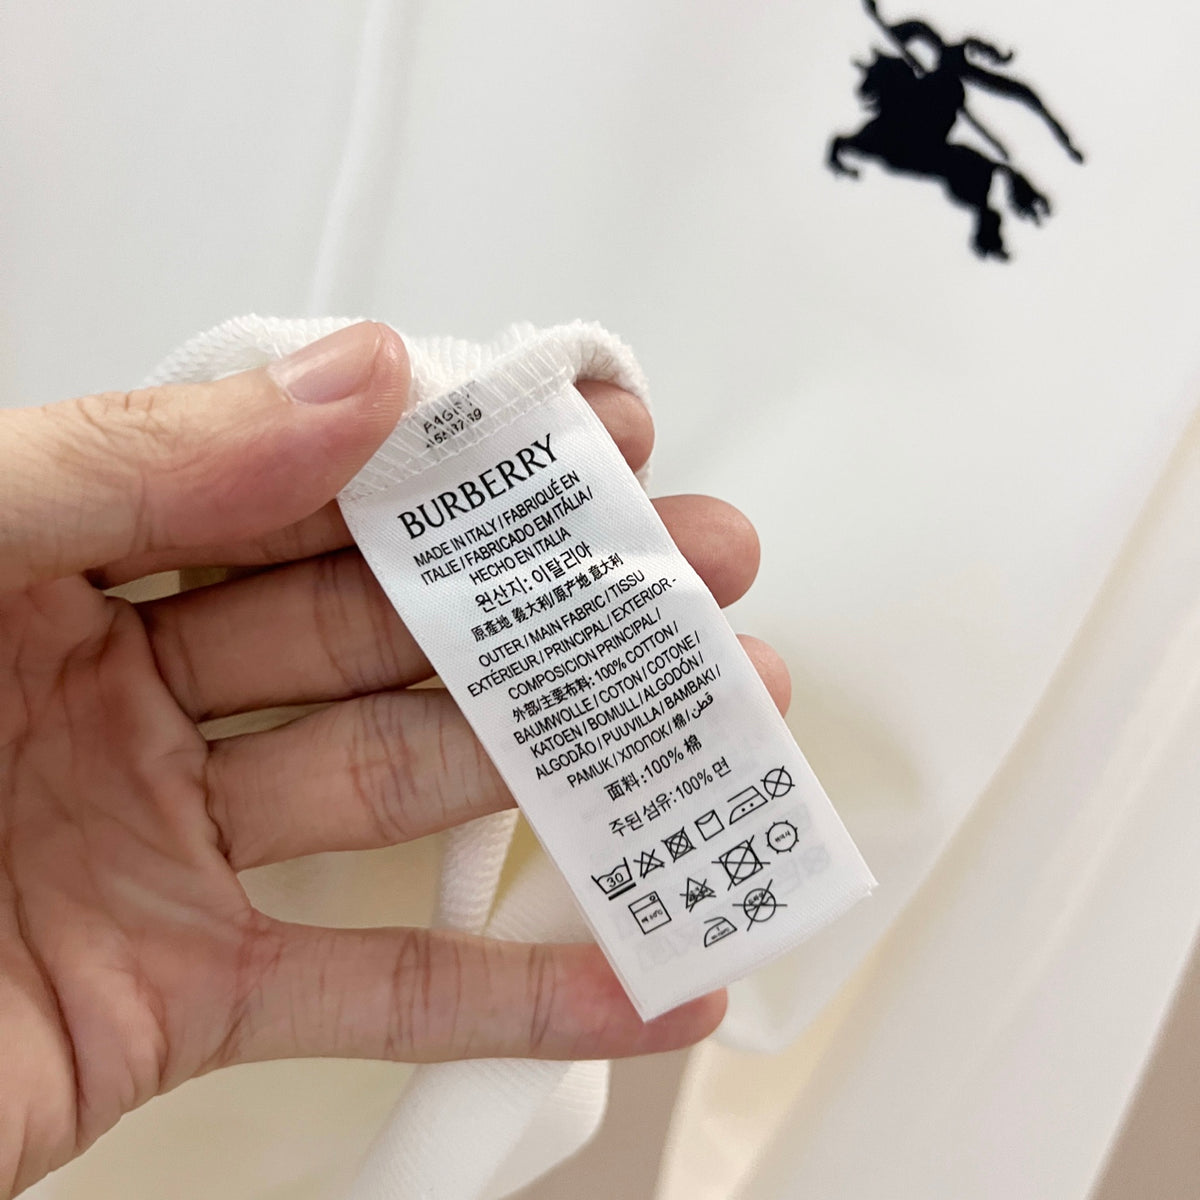 BURBERRY
MADE IN ITALY / FABRIQUÉ EN
ITALIE / FABRICADO EM ITÁLIA /
HECHO EN ITALIA
원산지: 이탈리아
原產地 義大利/原产地 意大利
OUTER / MAIN FABRIC / TISSU
EXTÉRIEUR / PRINCIPAL / EXTERIOR -
COMPOSICION PRINCIPAL /
外部/主要布料: 100% COTTON /
BAUMWOLLE / COTON / COTONE /
KATOEN / BOMULL / ALGODÓN /
ALGODÃO / PUUVILLA / BAMBAKI /
PAMUK / ХЛОПОК / 棉 / قطن
面料: 100% 棉
주된 섬유: 100% 면
30